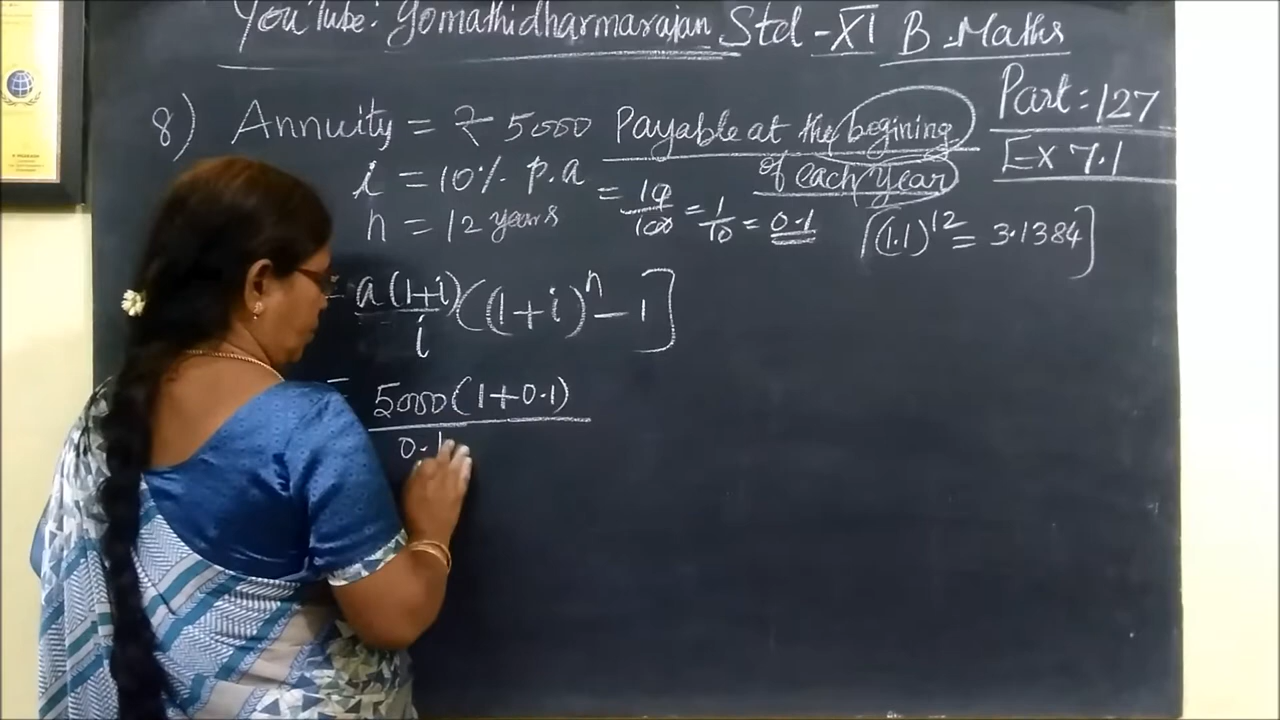 YouTube: Gomathidharmarajan Std - XI B.Maths
Part: 127
Ex 7.1
8) Annuity = ₹ 5000 Payable at the begining of each year
i = 10% p.a = 10/100 = 1/10 = 0.1
n = 12 years [(1.1)^12 = 3.1384]
= a(1+i)/i ((1+i)^n - 1]
= 5000(1+0.1)/0.1